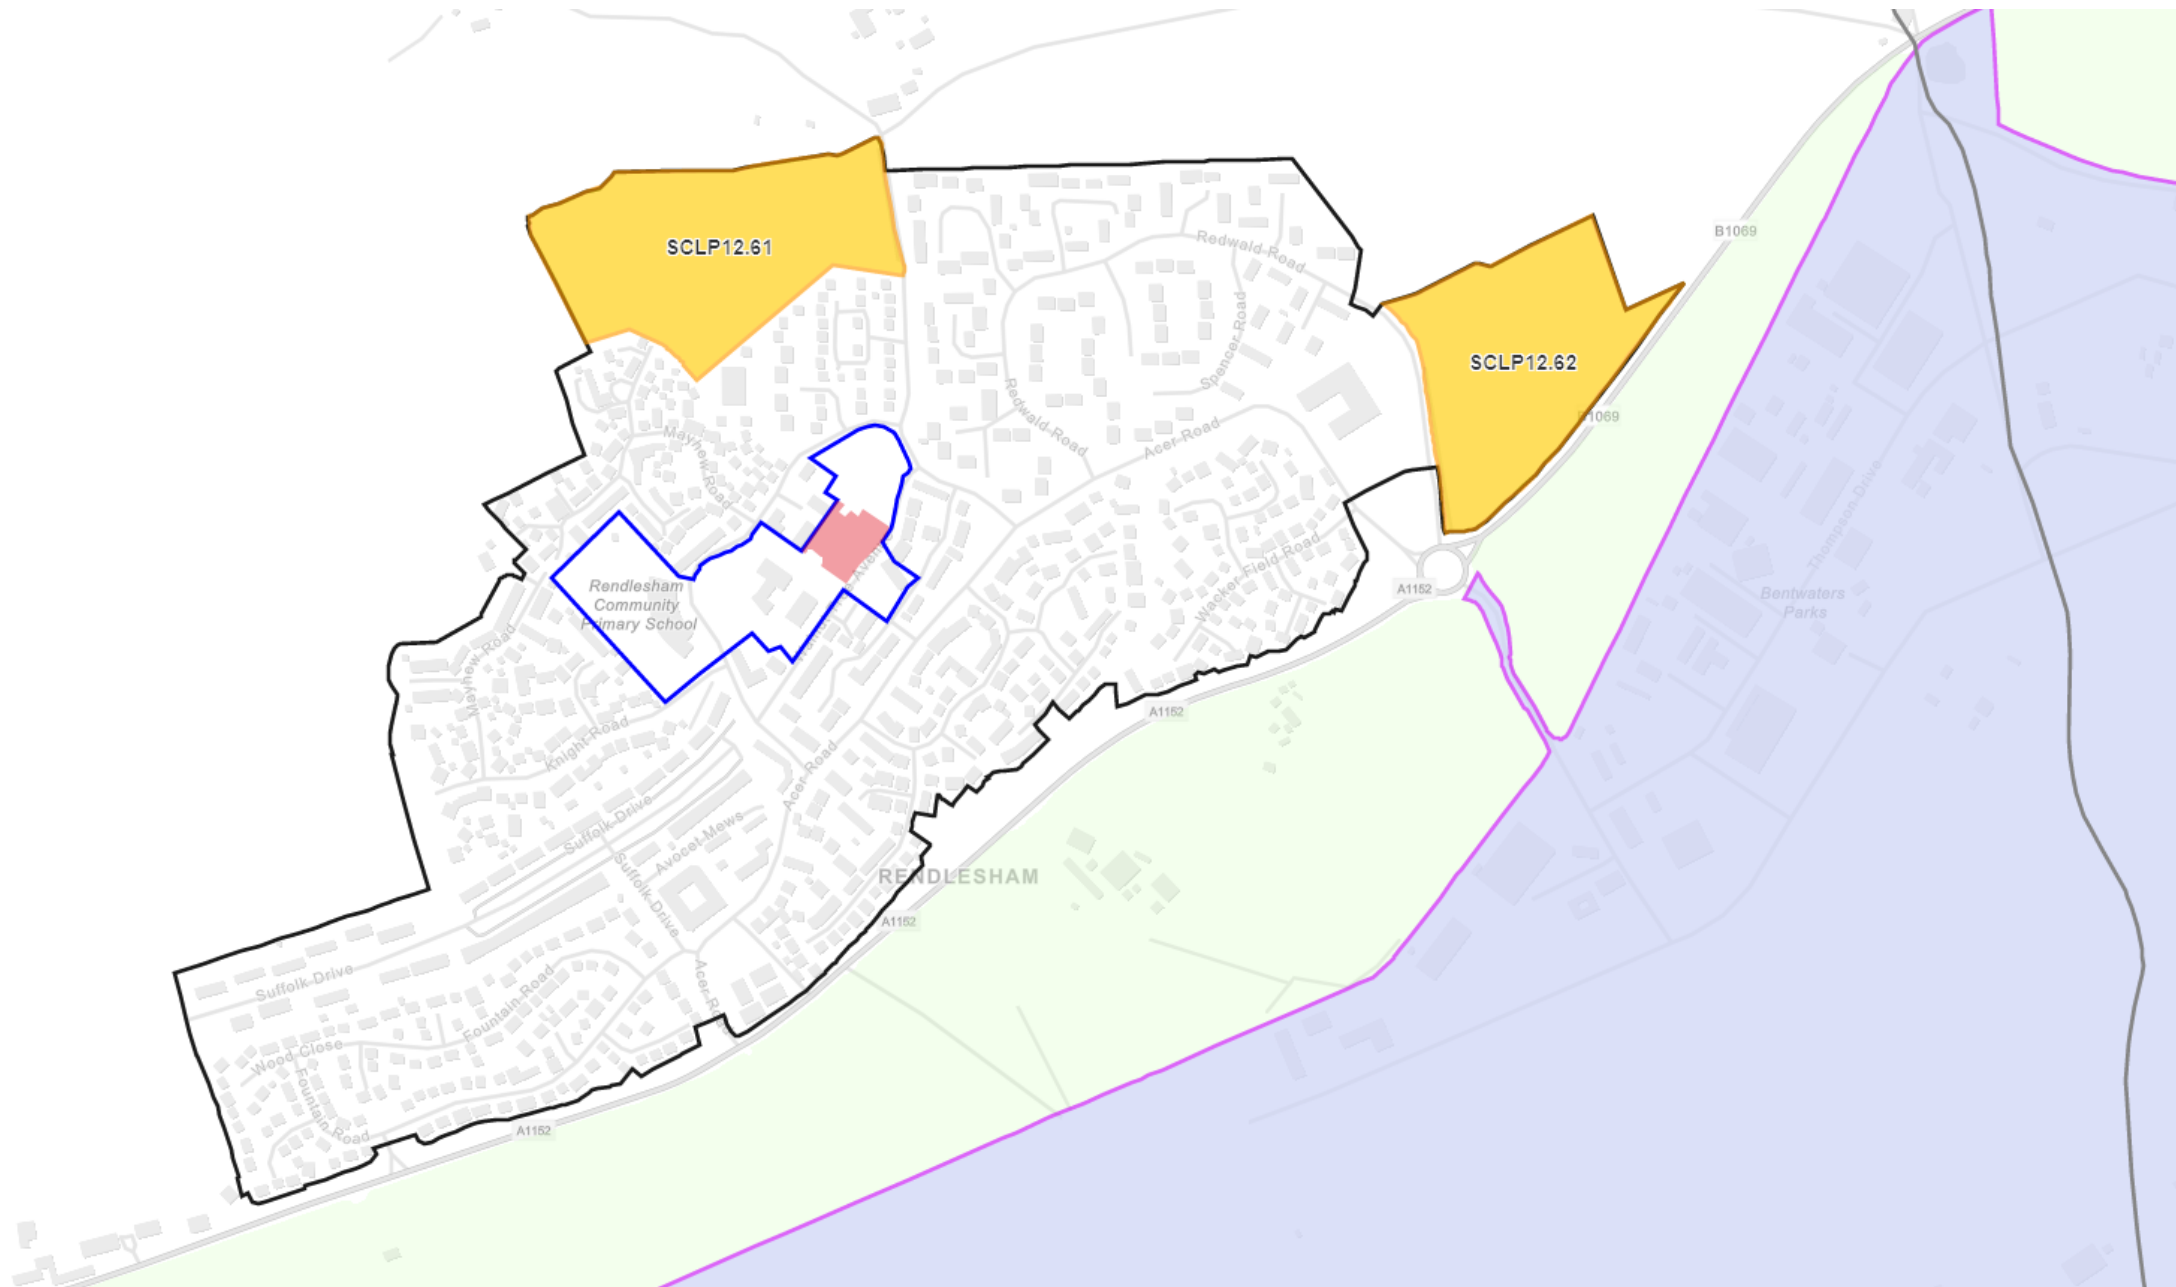 SCLP12.61
B1069
Redwald Road
SCLP12.62
Spencer Road
B1069
Redwald Road
Acer Road
Mayhew Road
Thompson Drive
Wacker Field Road
Rendlesham
Community
Primary School
A1152
Bentwaters
Parks
Mayhew Road
A1152
Knight Road
Acer Road
Suffolk Drive
Avocet Mews
RENDLESHAM
Suffolk Drive
A1152
Suffolk Drive
Fountain Road
Acer Road
Wood Close
Fountain Road
A1152